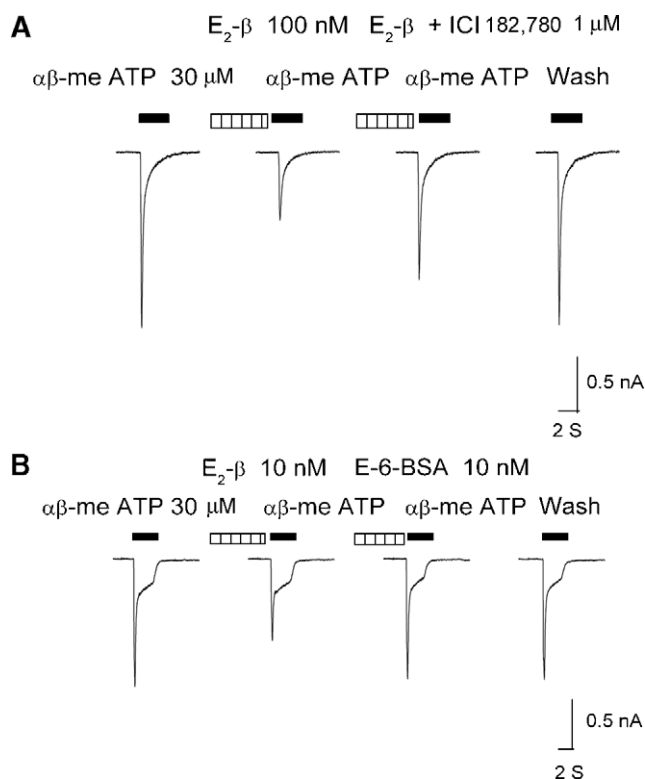 A
E₂-β 100 nM E₂-β + ICI 182,780 1 μM
αβ-me ATP 30 μM αβ-me ATP αβ-me ATP Wash
0.5 nA
2 S
B
E₂-β 10 nM E-6-BSA 10 nM
αβ-me ATP 30 μM αβ-me ATP αβ-me ATP Wash
0.5 nA
2 S